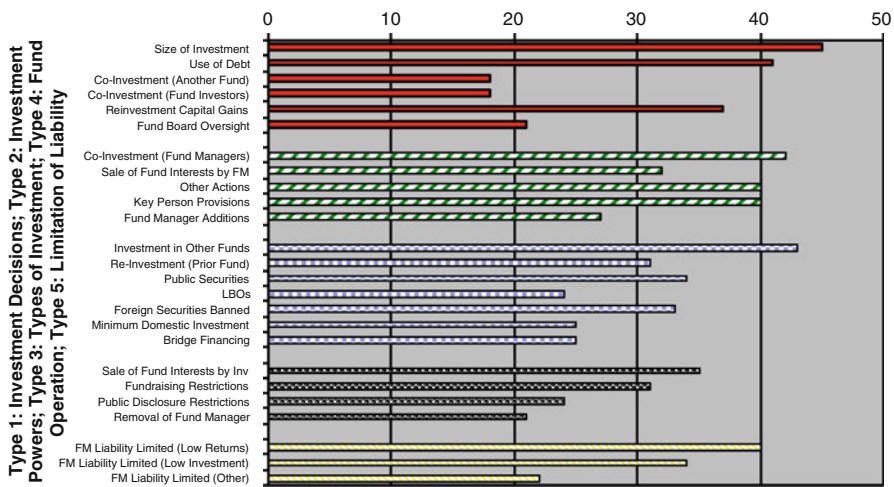 0 10 20 30 40 50
Type 1: Investment Decisions; Type 2: Investment
Powers; Type 3: Types of Investment; Type 4: Fund
Operation; Type 5: Limitation of Liability
Size of Investment
Use of Debt
Co-Investment (Another Fund)
Co-Investment (Fund Investors)
Reinvestment Capital Gains
Fund Board Oversight
Co-Investment (Fund Managers)
Sale of Fund Interests by FM
Other Actions
Key Person Provisions
Fund Manager Additions
Investment in Other Funds
Re-Investment (Prior Fund)
Public Securities
LBOs
Foreign Securities Banned
Minimum Domestic Investment
Bridge Financing
Sale of Fund Interests by Inv
Fundraising Restrictions
Public Disclosure Restrictions
Removal of Fund Manager
FM Liability Limited (Low Returns)
FM Liability Limited (Low Investment)
FM Liability Limited (Other)